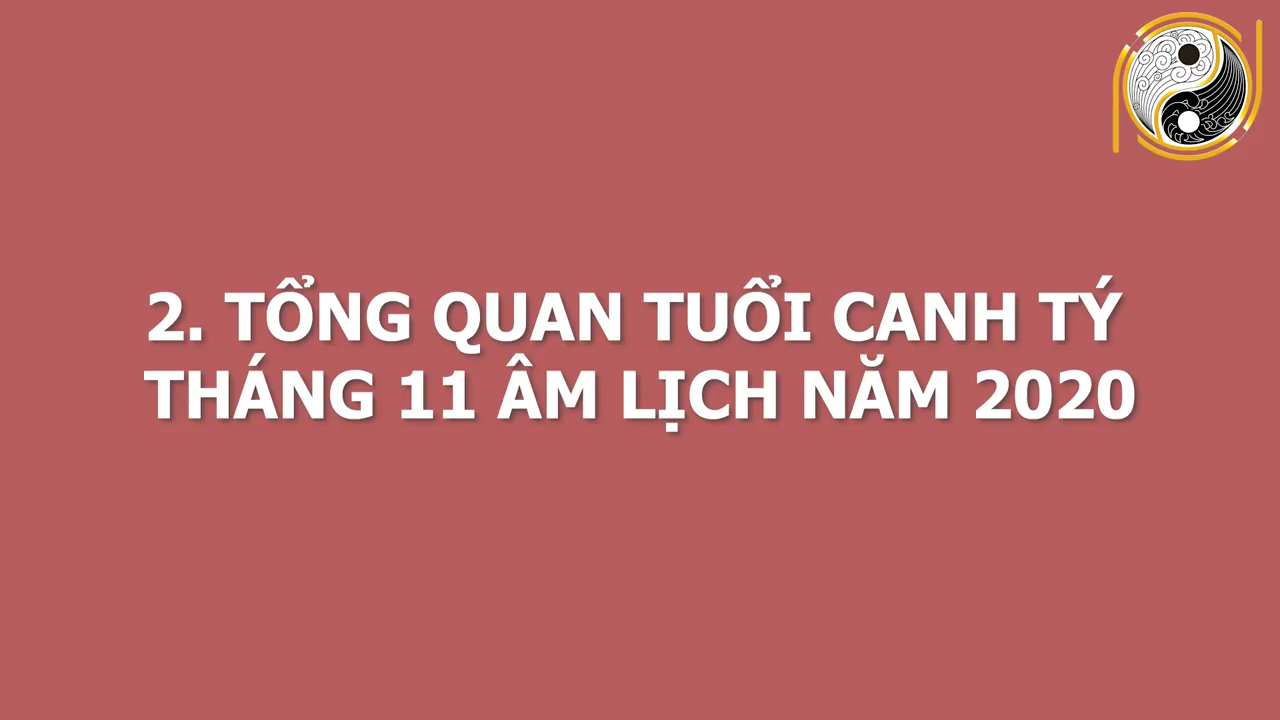 2. TỔNG QUAN TUỔI CANH TÝ
THÁNG 11 ÂM LỊCH NĂM 2020